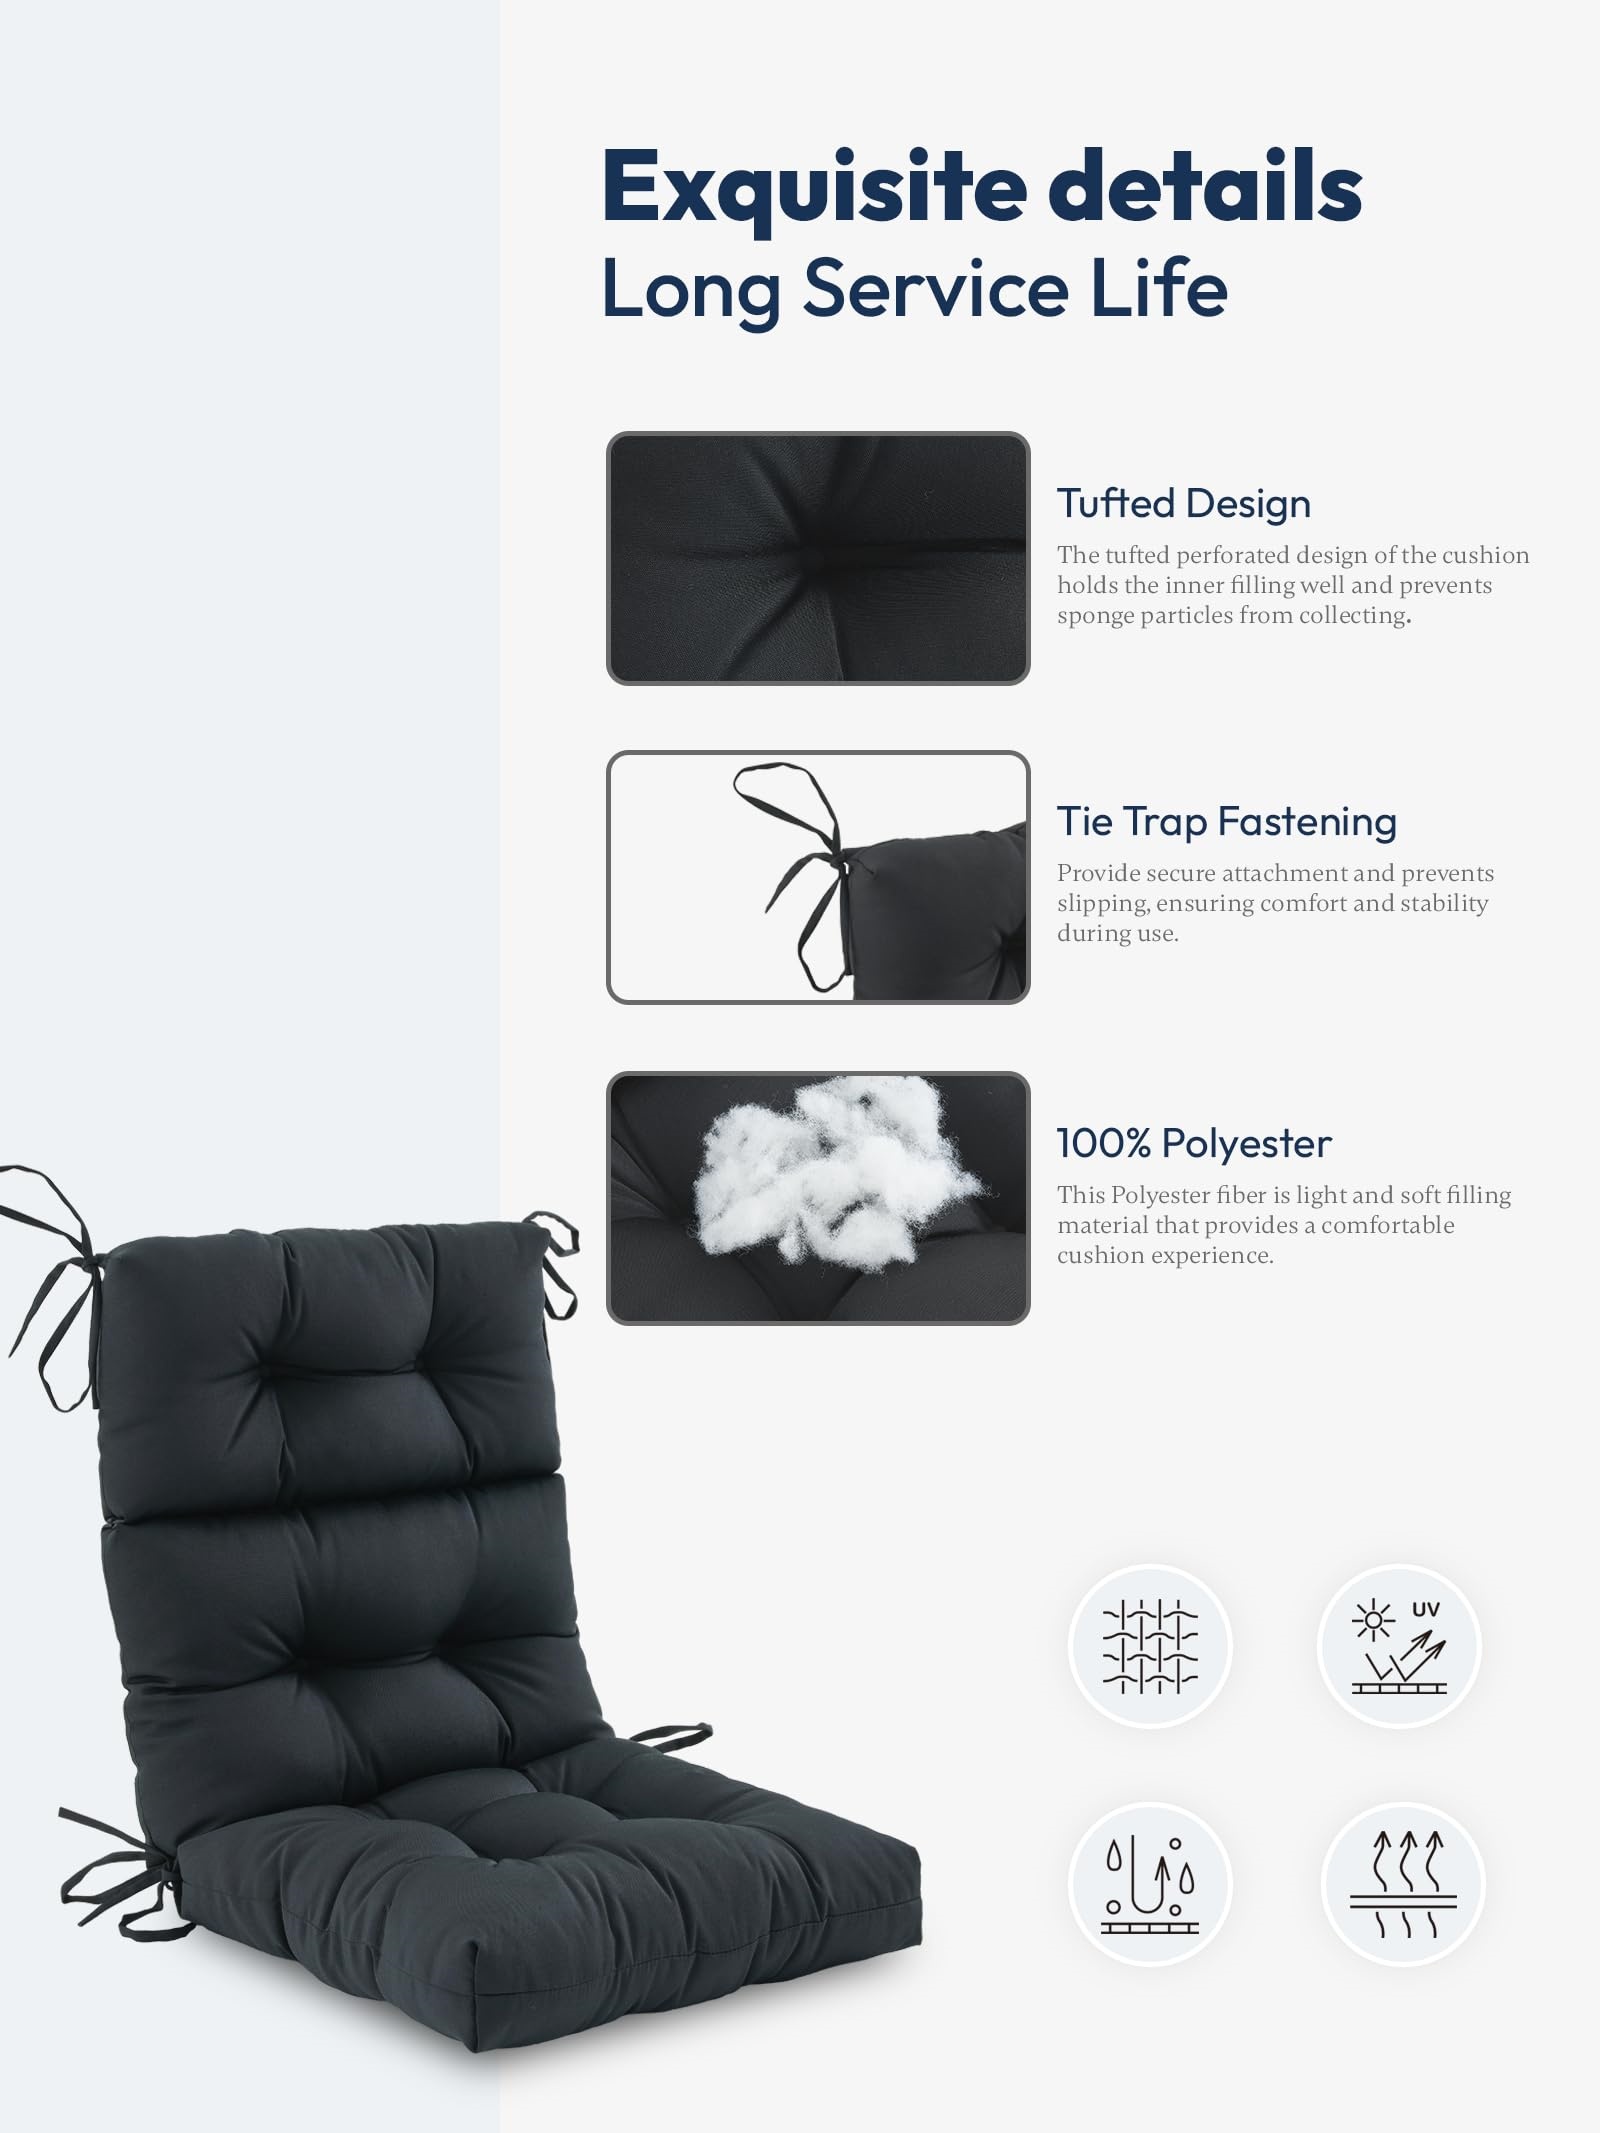 Exquisite details
Long Service Life
Tufted Design
The tufted perforated design of the cushion
holds the inner filling well and prevents
sponge particles from collecting.
Tie Trap Fastening
Provide secure attachment and prevents
slipping, ensuring comfort and stability
during use.
100% Polyester
This Polyester fiber is light and soft filling
material that provides a comfortable
cushion experience.
UV